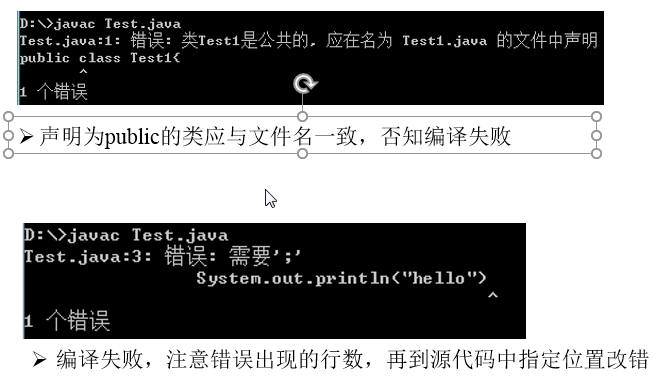 D:\>javac Test.java
Test.java:1: 错误: 类Test1是公共的, 应在名为 Test1.java 的文件中声明
public class Test1{
^
1 个错误
➢ 声明为public的类应与文件名一致，否知编译失败
D:\>javac Test.java
Test.java:3: 错误: 需要';'
System.out.println("hello")
^
1 个错误
➢ 编译失败，注意错误出现的行数，再到源代码中指定位置改错